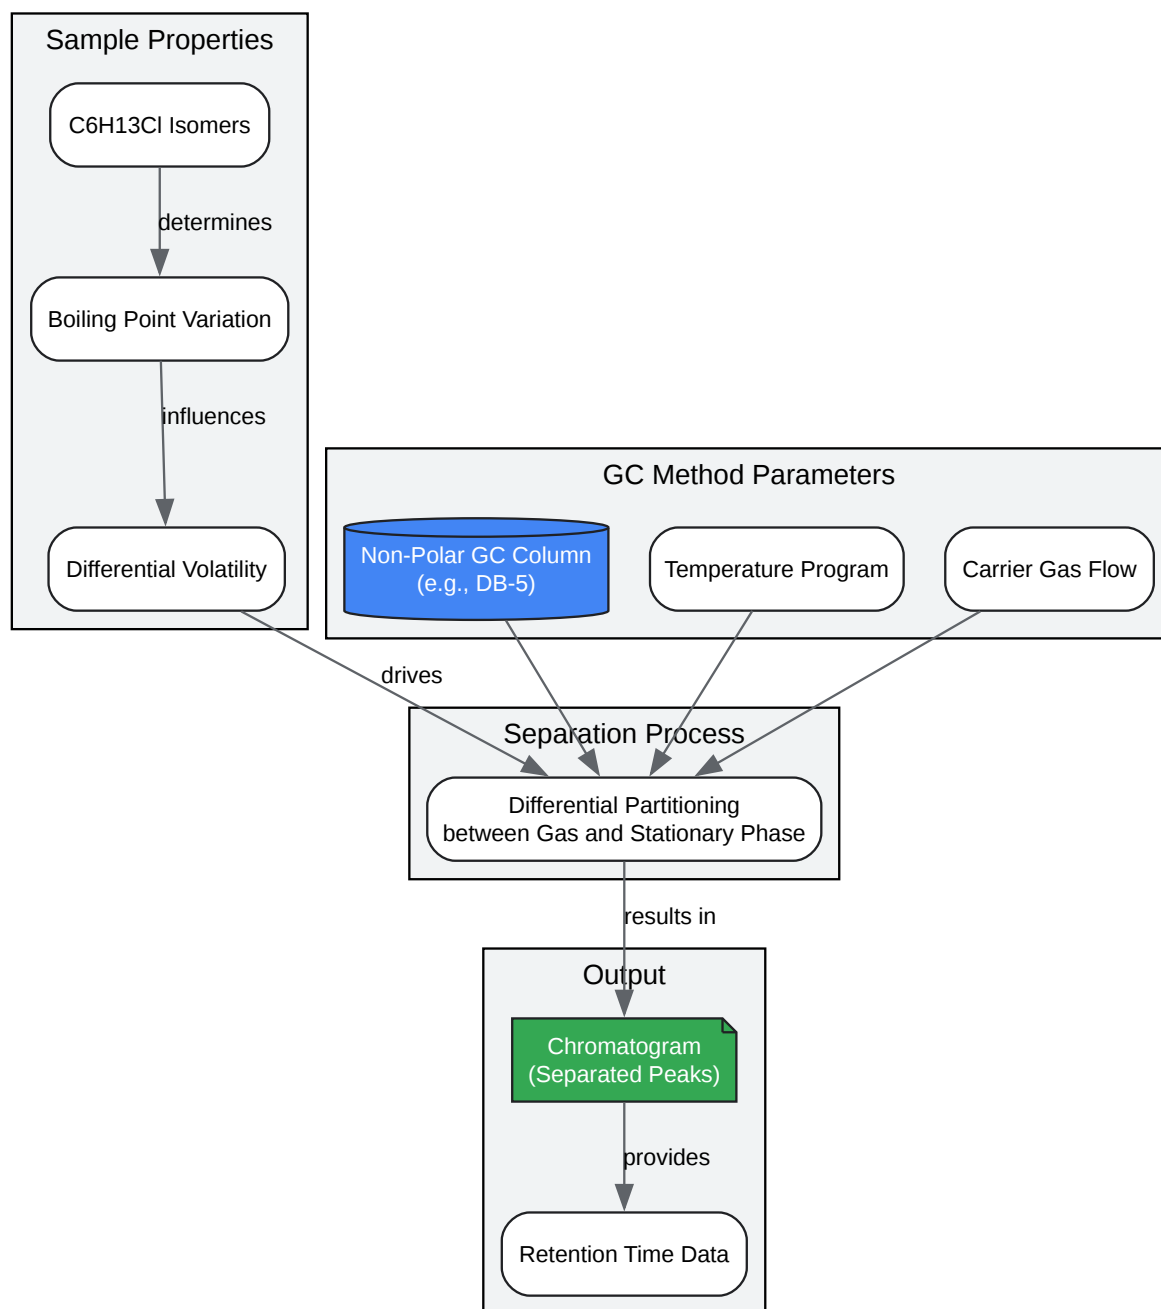 Sample Properties
C6H13Cl Isomers
determines
Boiling Point Variation
influences
Differential Volatility
GC Method Parameters
Non-Polar GC Column
(e.g., DB-5)
Temperature Program
Carrier Gas Flow
drives
Separation Process
Differential Partitioning
between Gas and Stationary Phase
results in
Output
Chromatogram
(Separated Peaks)
provides
Retention Time Data